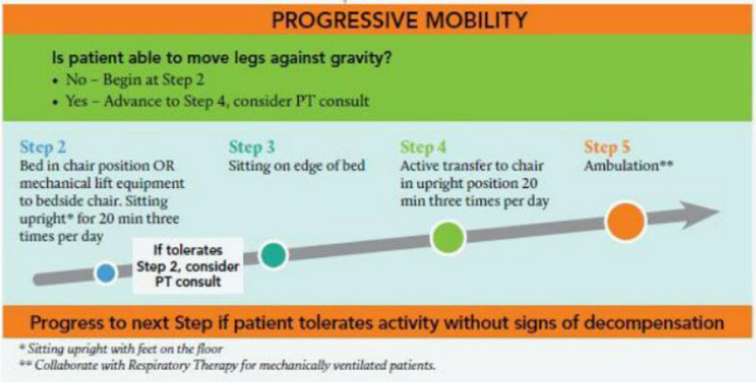 PROGRESSIVE MOBILITY
Is patient able to move legs against gravity?
• No – Begin at Step 2
• Yes – Advance to Step 4, consider PT consult
Step 2
Bed in chair position OR
mechanical lift equipment
to bedside chair. Sitting
upright* for 20 min three
times per day
If tolerates
Step 2, consider
PT consult
Step 3
Sitting on edge of bed
Step 4
Active transfer to chair
in upright position 20
min three times per day
Step 5
Ambulation**
Progress to next Step if patient tolerates activity without signs of decompensation
* Sitting upright with feet on the floor
** Collaborate with Respiratory Therapy for mechanically ventilated patients.